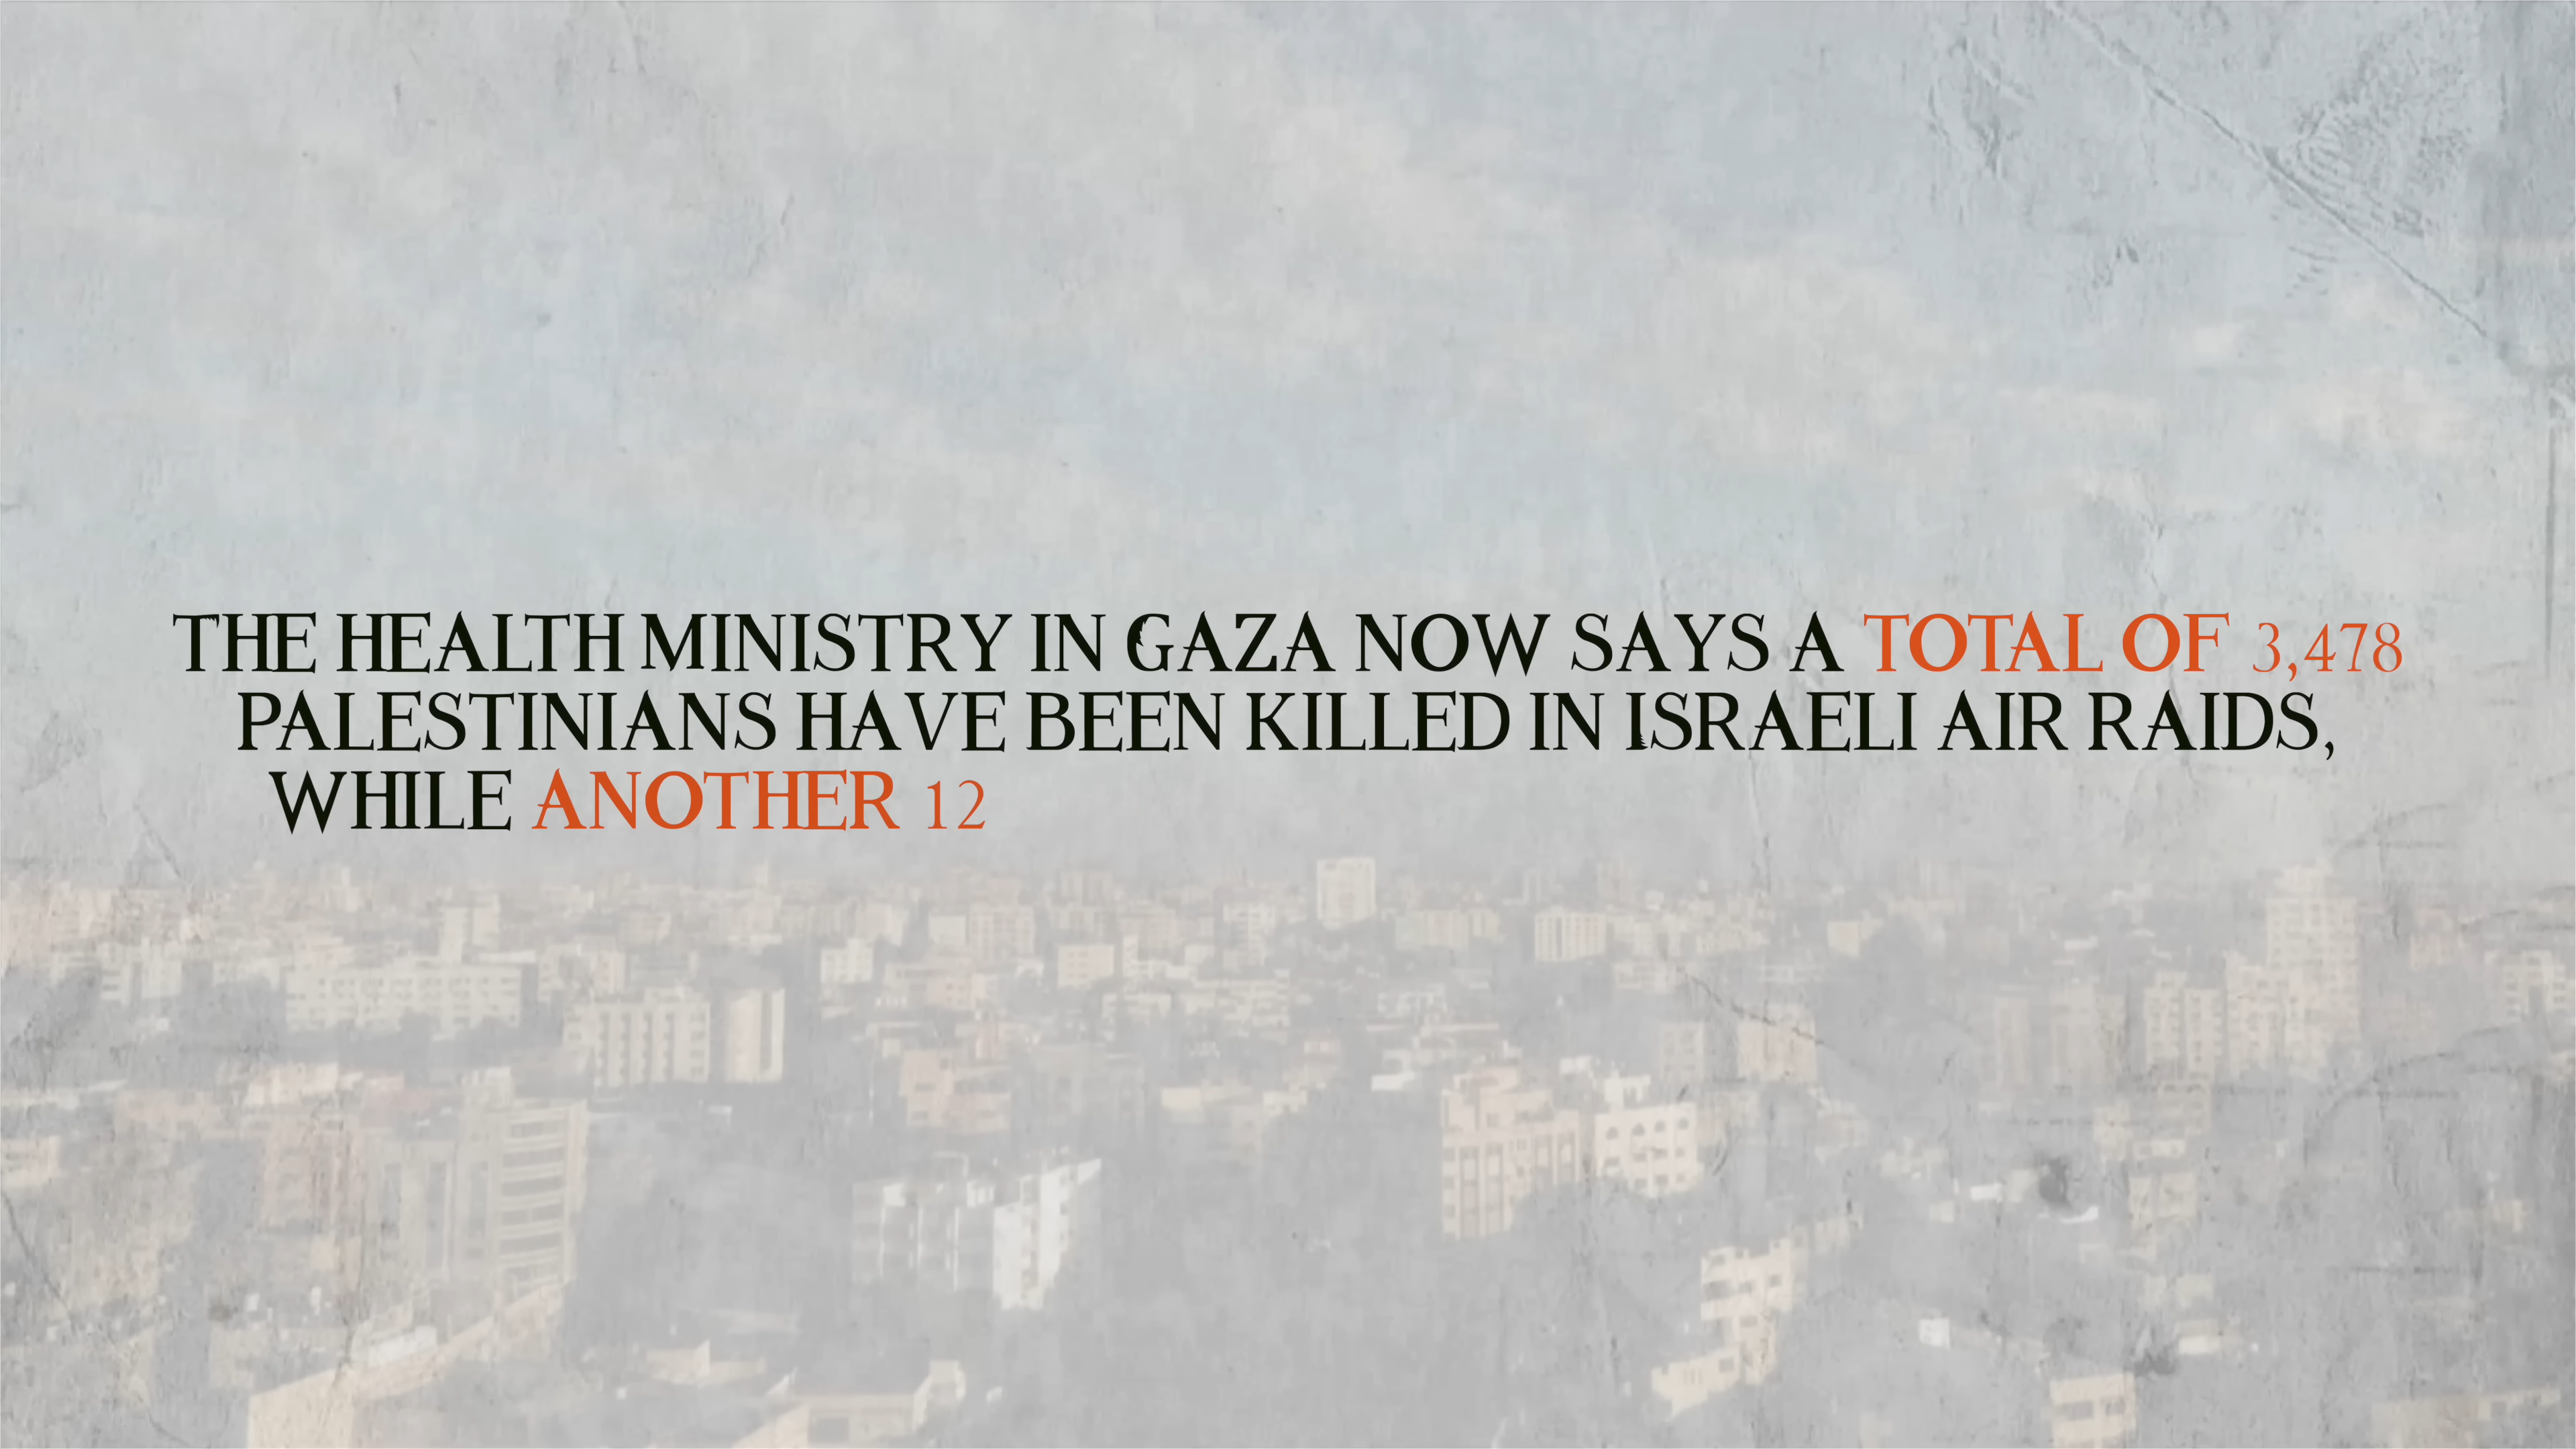 THE HEALTH MINISTRY IN GAZA NOW SAYS A TOTAL OF 3,478
PALESTINIANS HAVE BEEN KILLED IN ISRAELI AIR RAIDS,
WHILE ANOTHER 12